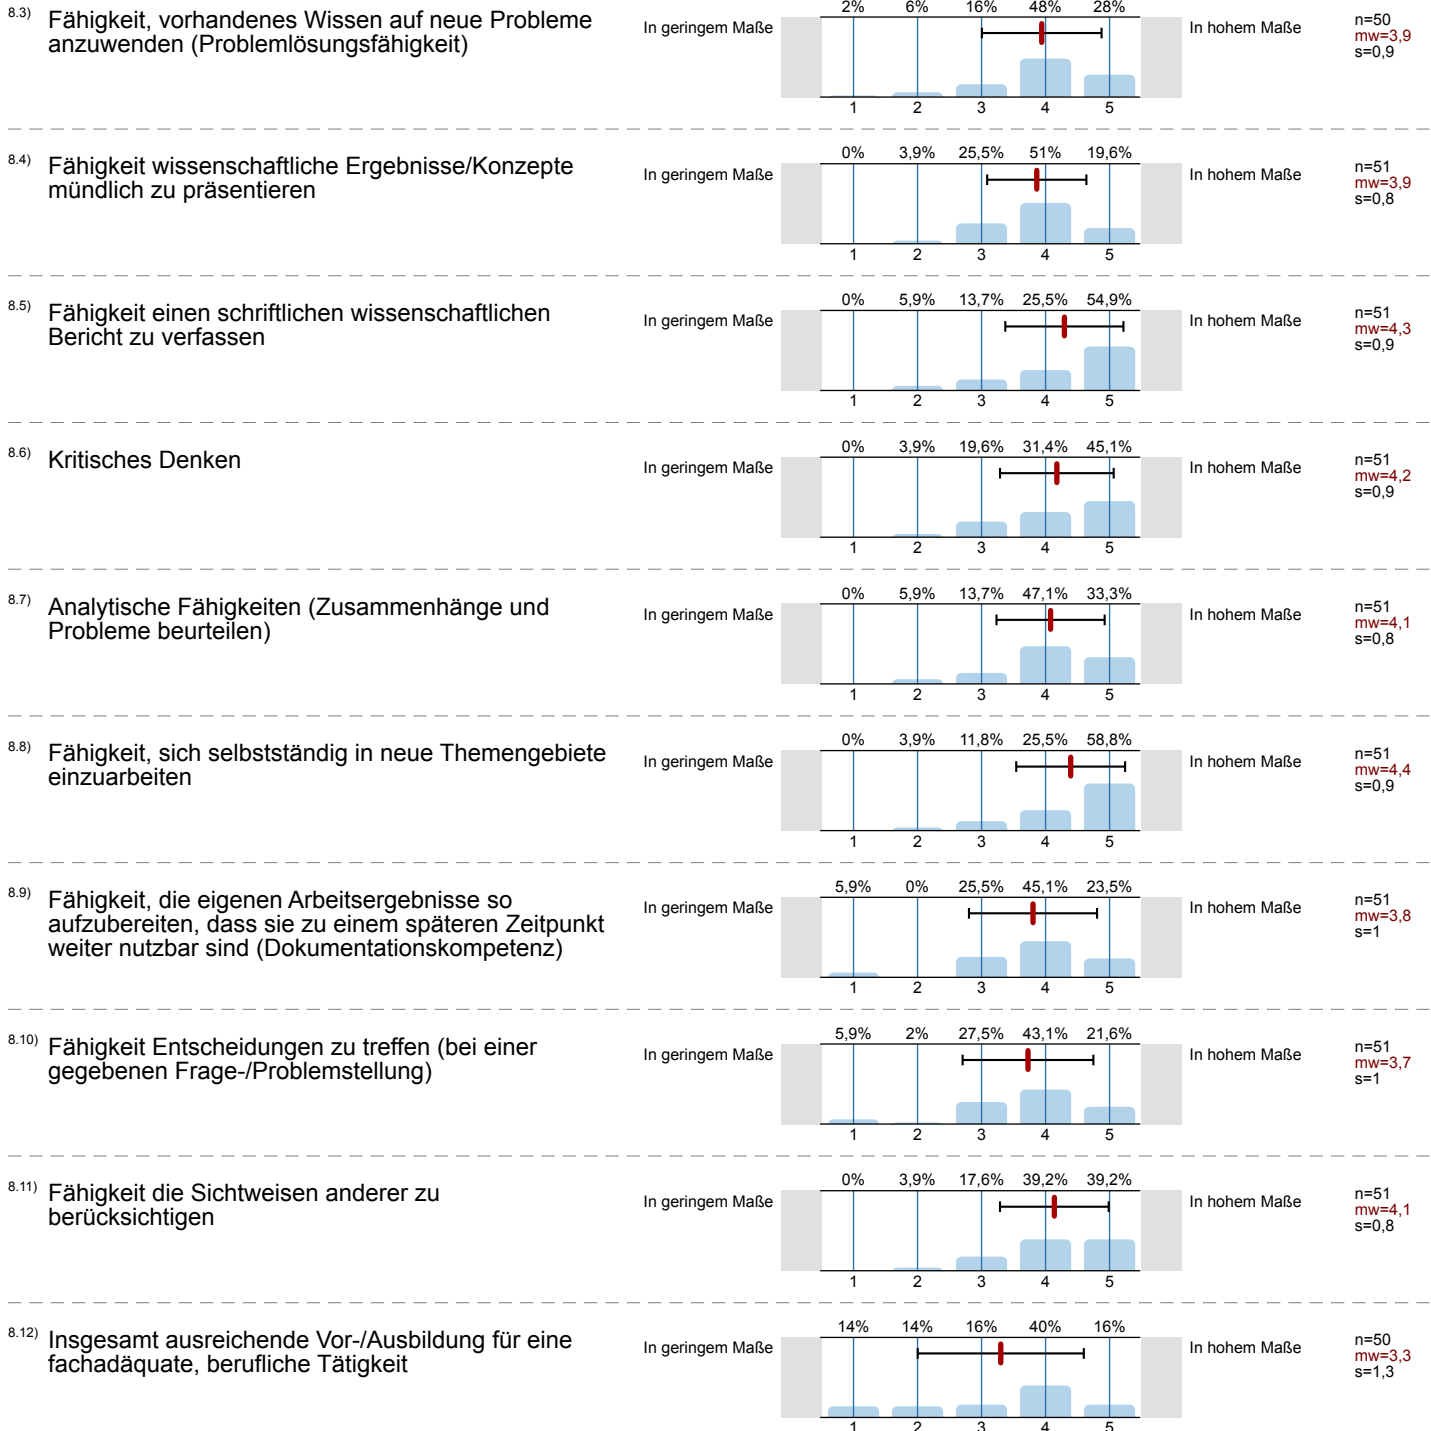 8.3) Fähigkeit, vorhandenes Wissen auf neue Probleme
anzuwenden (Problemlösungsfähigkeit)
In geringem Maße
2% 6% 16% 48% 28%
1 2 3 4 5
In hohem Maße
n=50
mw=3,9
s=0,9
8.4) Fähigkeit wissenschaftliche Ergebnisse/Konzepte
mündlich zu präsentieren
In geringem Maße
0% 3,9% 25,5% 51% 19,6%
1 2 3 4 5
In hohem Maße
n=51
mw=3,9
s=0,8
8.5) Fähigkeit einen schriftlichen wissenschaftlichen
Bericht zu verfassen
In geringem Maße
0% 5,9% 13,7% 25,5% 54,9%
1 2 3 4 5
In hohem Maße
n=51
mw=4,3
s=0,9
8.6) Kritisches Denken
In geringem Maße
0% 3,9% 19,6% 31,4% 45,1%
1 2 3 4 5
In hohem Maße
n=51
mw=4,2
s=0,9
8.7) Analytische Fähigkeiten (Zusammenhänge und
Probleme beurteilen)
In geringem Maße
0% 5,9% 13,7% 47,1% 33,3%
1 2 3 4 5
In hohem Maße
n=51
mw=4,1
s=0,8
8.8) Fähigkeit, sich selbstständig in neue Themengebiete
einzuarbeiten
In geringem Maße
0% 3,9% 11,8% 25,5% 58,8%
1 2 3 4 5
In hohem Maße
n=51
mw=4,4
s=0,9
8.9) Fähigkeit, die eigenen Arbeitsergebnisse so
aufzubereiten, dass sie zu einem späteren Zeitpunkt
weiter nutzbar sind (Dokumentationskompetenz)
In geringem Maße
5,9% 0% 25,5% 45,1% 23,5%
1 2 3 4 5
In hohem Maße
n=51
mw=3,8
s=1
8.10) Fähigkeit Entscheidungen zu treffen (bei einer
gegebenen Frage-/Problemstellung)
In geringem Maße
5,9% 2% 27,5% 43,1% 21,6%
1 2 3 4 5
In hohem Maße
n=51
mw=3,7
s=1
8.11) Fähigkeit die Sichtweisen anderer zu
berücksichtigen
In geringem Maße
0% 3,9% 17,6% 39,2% 39,2%
1 2 3 4 5
In hohem Maße
n=51
mw=4,1
s=0,8
8.12) Insgesamt ausreichende Vor-/Ausbildung für eine
fachadäquate, berufliche Tätigkeit
In geringem Maße
14% 14% 16% 40% 16%
1 2 3 4 5
In hohem Maße
n=50
mw=3,3
s=1,3